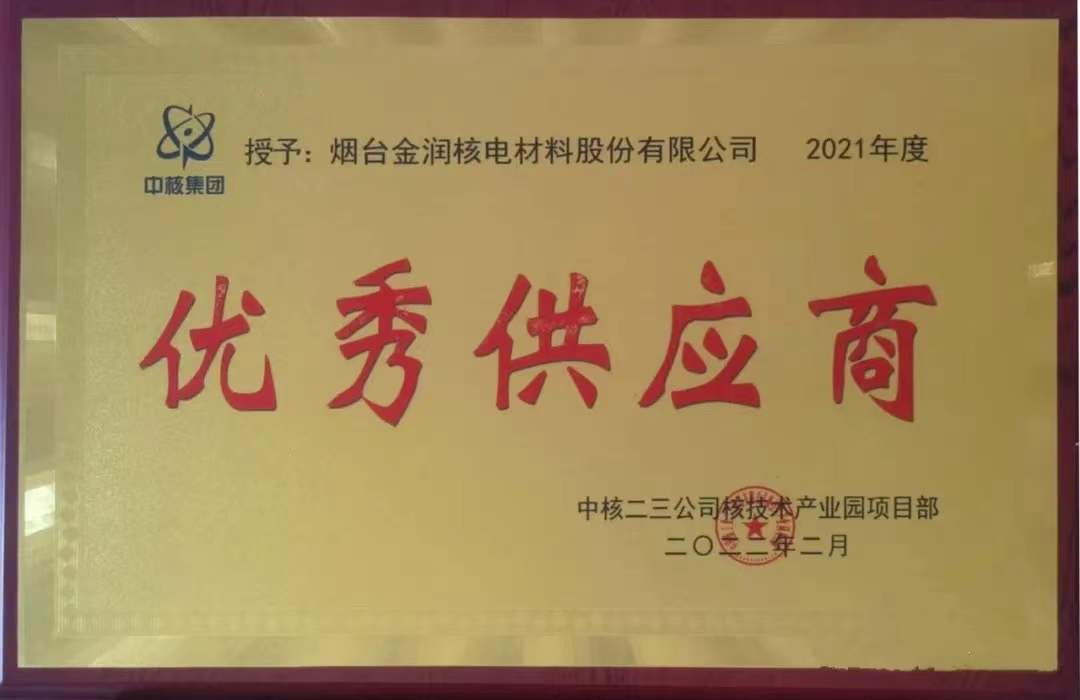 中核集团
授予：烟台金润核电材料股份有限公司 2021年度
优秀供应商
中核二三公司核技术产业园项目部
二〇二二年二月